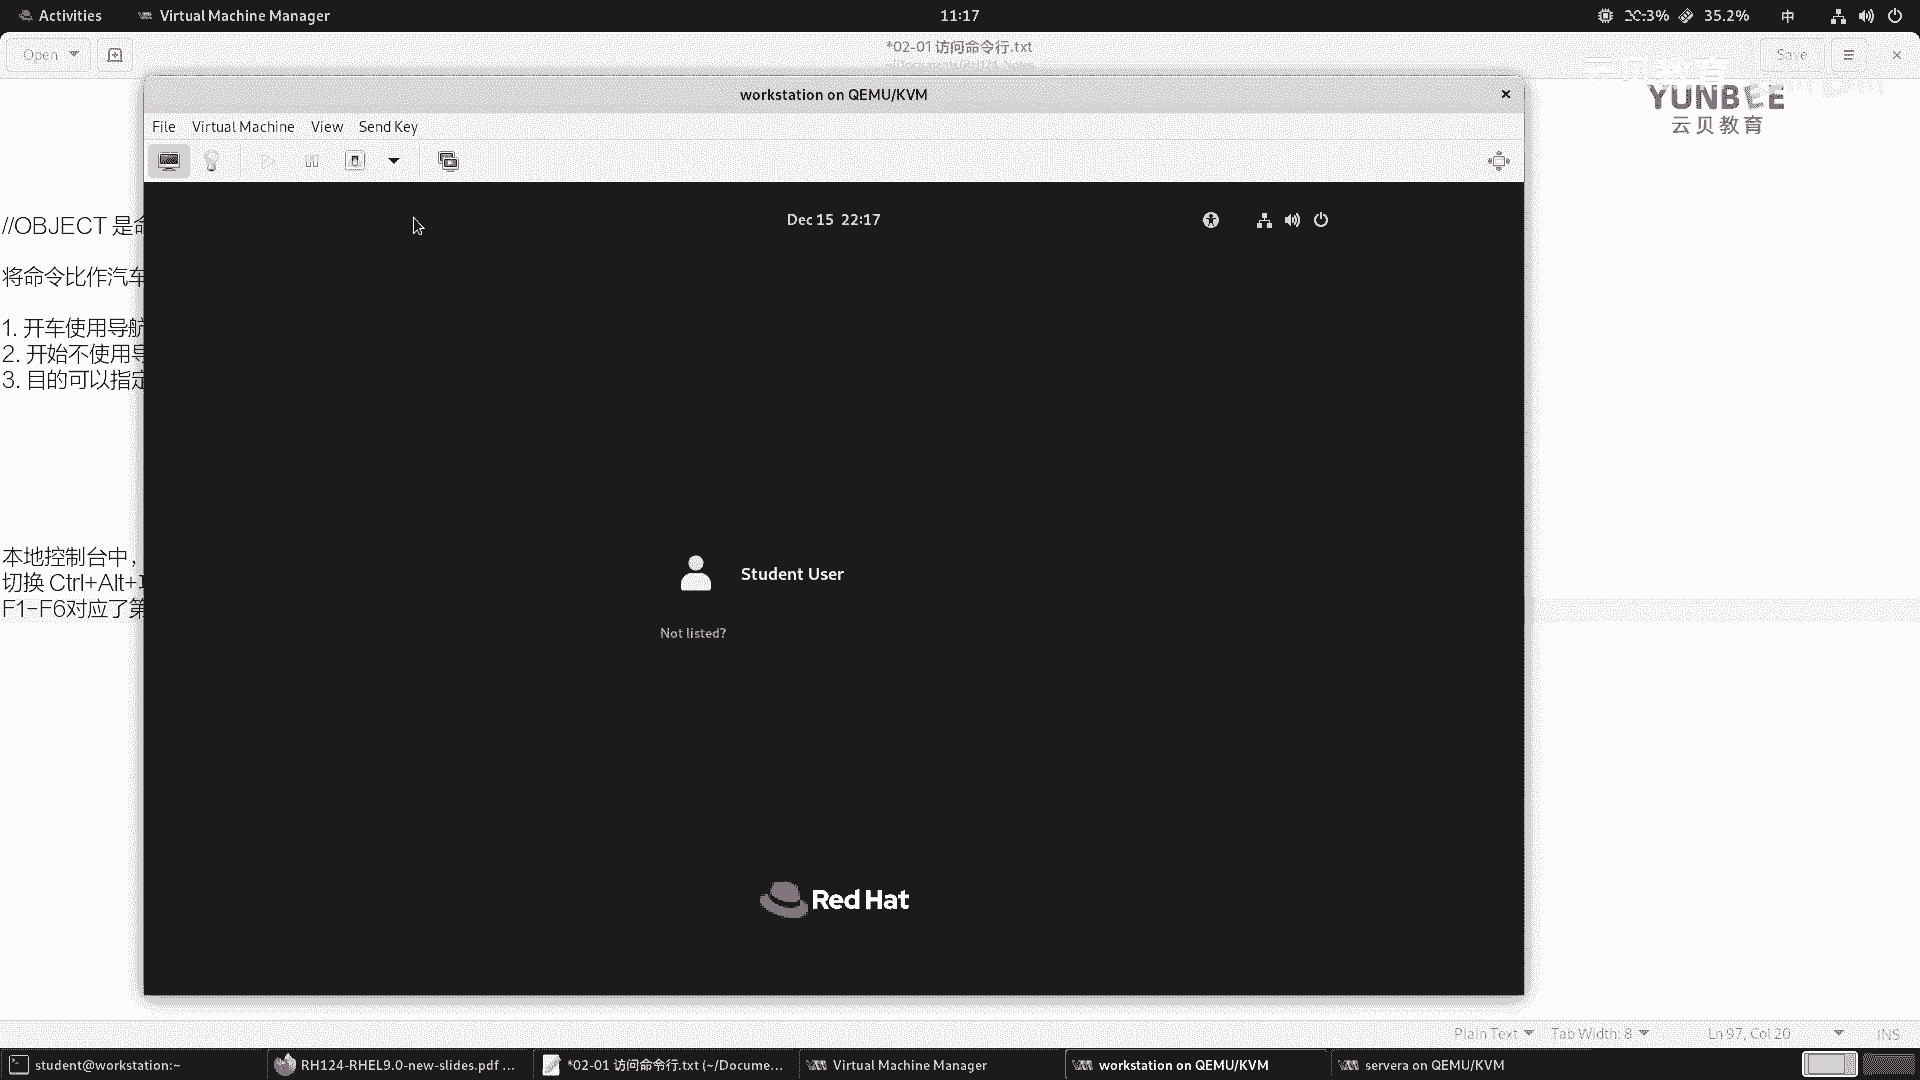 Activities
Virtual Machine Manager
11:17
35.2%
中
Open
*02-01 访问命令行.txt
~/Documents/RH124-Notes
Save
YUNBEE
云贝教育
workstation on QEMU/KVM
File Virtual Machine View Send Key
Dec 15 22:17
//OBJECT 是命
将命令比作汽车
1. 开车使用导航
2. 开始不使用导
3. 目的可以指定
本地控制台中，
切换 Ctrl+Alt+
F1-F6对应了第
Student User
Not listed?
Red Hat
Plain Text Tab Width: 8 Ln 97, Col 20 INS
student@workstation:~
RH124-RHEL9.0-new-slides.pdf ...
*02-01 访问命令行.txt (~/Docume...
Virtual Machine Manager
workstation on QEMU/KVM
servera on QEMU/KVM